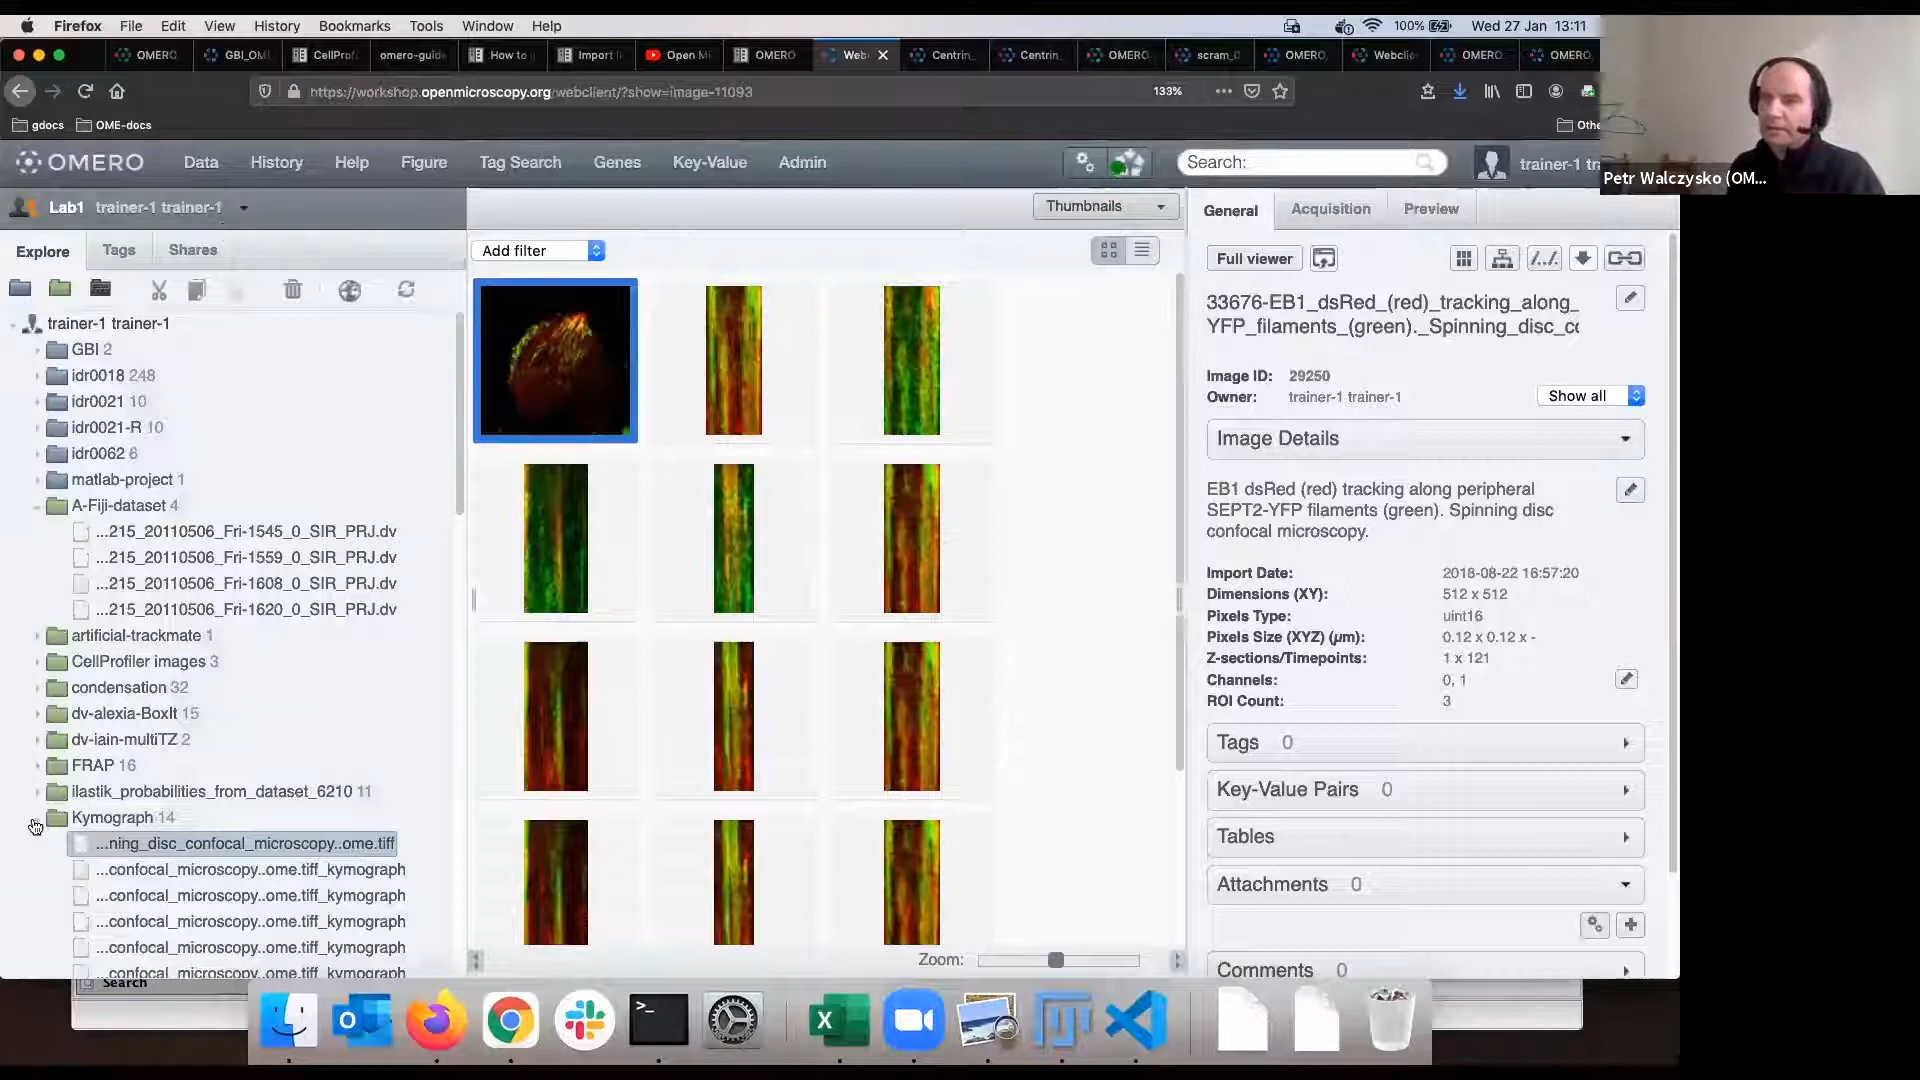 Firefox File Edit View History Bookmarks Tools Window Help 100% Wed 27 Jan 13:11
OMERO GBI_OM CellProf omero-guid How to Import I Open Mi OMERO Web Centrin Centrin OMERO scram_ OMERO Webclie OMERO OMERO
https://workshop.openmicroscopy.org/webclient/?show=image-11093 133%
gdocs OME-docs Othe
OMERO Data History Help Figure Tag Search Genes Key-Value Admin Search: trainer-1 tra
Petr Walczysko (OM...
Lab1 trainer-1 trainer-1
Thumbnails
General Acquisition Preview
Explore Tags Shares
Add filter
Full viewer
trainer-1 trainer-1
GBI 2
idr0018 248
idr0021 10
idr0021-R 10
idr0062 6
matlab-project 1
A-Fiji-dataset 4
...215_20110506_Fri-1545_0_SIR_PRJ.dv
...215_20110506_Fri-1559_0_SIR_PRJ.dv
...215_20110506_Fri-1608_0_SIR_PRJ.dv
...215_20110506_Fri-1620_0_SIR_PRJ.dv
artificial-trackmate 1
CellProfiler images 3
condensation 32
dv-alexia-BoxIt 15
dv-iain-multiTZ 2
FRAP 16
ilastik_probabilities_from_dataset_6210 11
Kymograph 14
...ning_disc_confocal_microscopy..ome.tiff
...confocal_microscopy..ome.tiff_kymograph
...confocal_microscopy..ome.tiff_kymograph
...confocal_microscopy..ome.tiff_kymograph
...confocal_microscopy..ome.tiff_kymograph
...confocal_microscopy..ome.tiff_kymograph
Search
Zoom:
33676-EB1_dsRed_(red)_tracking_along_
YFP_filaments_(green)._Spinning_disc_co
Image ID: 29250
Owner: trainer-1 trainer-1
Show all
Image Details
EB1 dsRed (red) tracking along peripheral
SEPT2-YFP filaments (green). Spinning disc
confocal microscopy.
Import Date: 2018-08-22 16:57:20
Dimensions (XY): 512 x 512
Pixels Type: uint16
Pixels Size (XYZ) (µm): 0.12 x 0.12 x -
Z-sections/Timepoints: 1 x 121
Channels: 0, 1
ROI Count: 3
Tags 0
Key-Value Pairs 0
Tables
Attachments 0
Comments 0